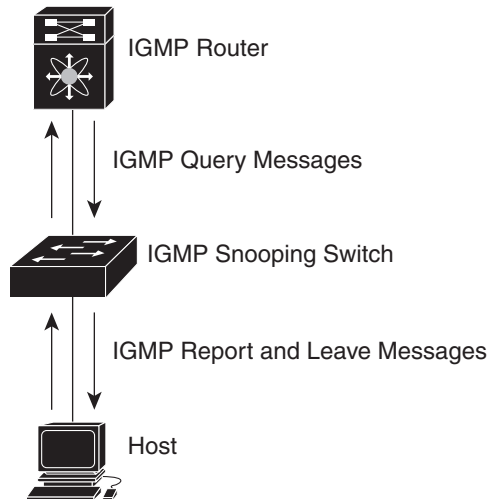 IGMP Router
IGMP Query Messages
IGMP Snooping Switch
IGMP Report and Leave Messages
Host